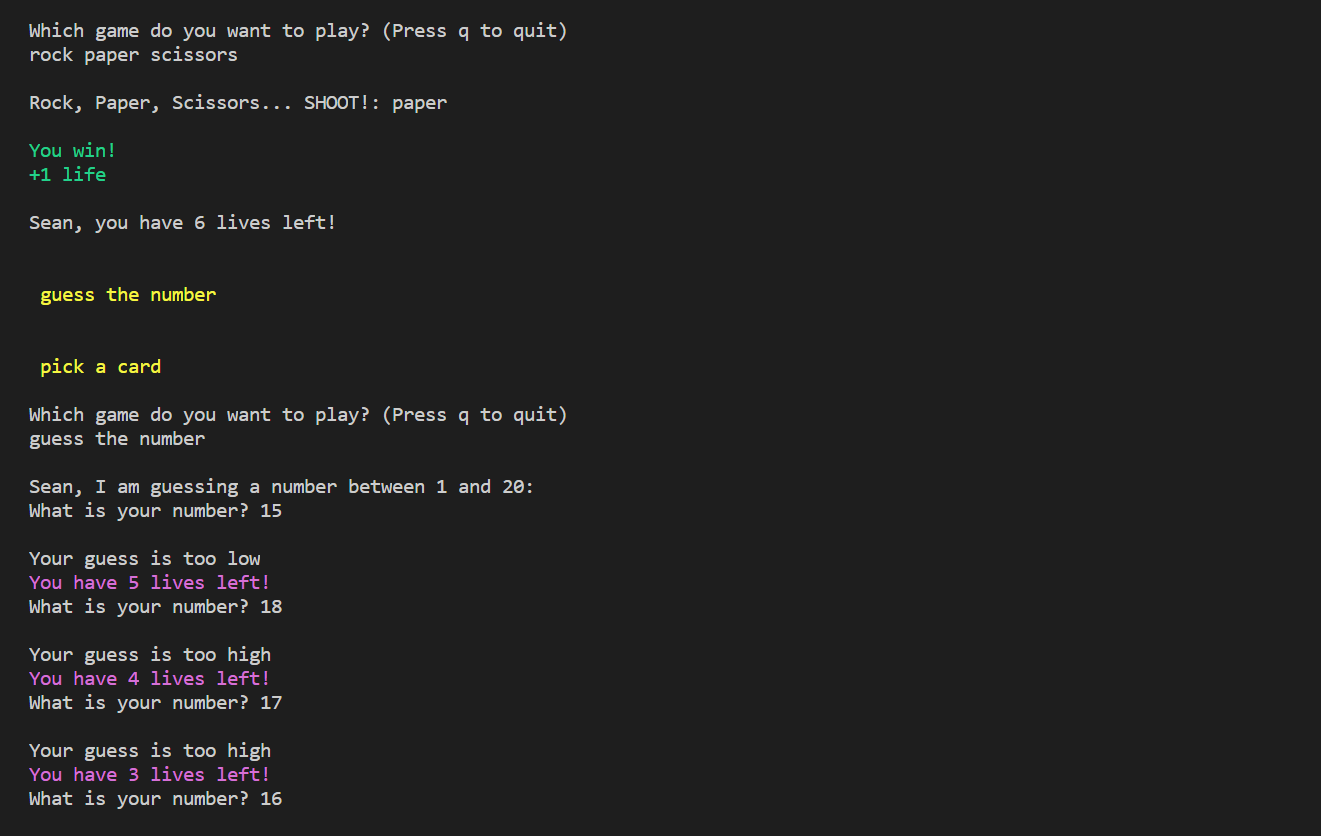 Which game do you want to play? (Press q to quit)
rock paper scissors
Rock, Paper, Scissors... SHOOT!: paper
You win!
+1 life
Sean, you have 6 lives left!
guess the number
pick a card
Which game do you want to play? (Press q to quit)
guess the number
Sean, I am guessing a number between 1 and 20:
What is your number? 15
Your guess is too low
You have 5 lives left!
What is your number? 18
Your guess is too high
You have 4 lives left!
What is your number? 17
Your guess is too high
You have 3 lives left!
What is your number? 16